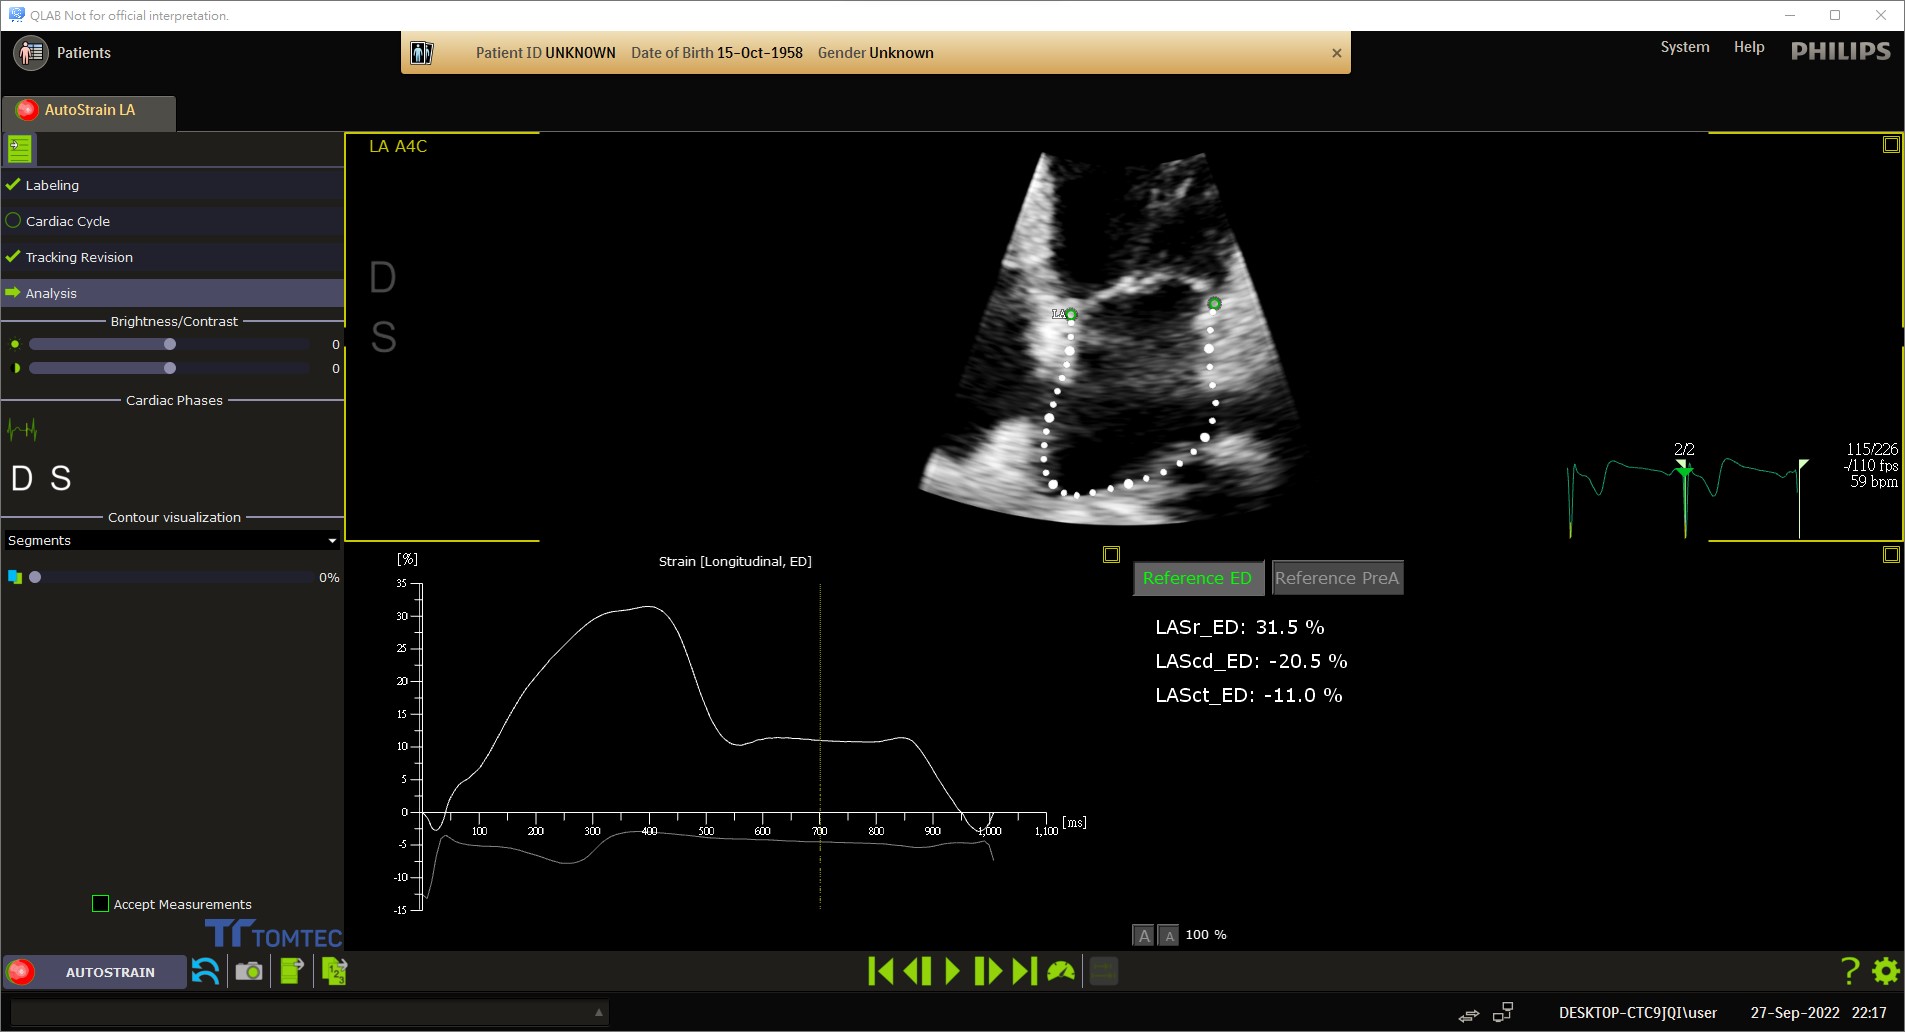 QLAB Not for official interpretation.
Patients
Patient ID UNKNOWN Date of Birth 15-Oct-1958 Gender Unknown
System Help PHILIPS
AutoStrain LA
Labeling
Cardiac Cycle
Tracking Revision
Analysis
Brightness/Contrast
0
0
Cardiac Phases
D S
Contour visualization
Segments
0%
Accept Measurements
TOMTEC
LA A4C
D
S
LA
2/2
115/226
-/110 fps
59 bpm
[%]
Strain [Longitudinal, ED]
35
30
25
20
15
10
5
0
-5
-10
-15
100 200 300 400 500 600 700 800 900 1,000 1,100 [ms]
Reference ED Reference PreA
LASr_ED: 31.5 %
LAScd_ED: -20.5 %
LASct_ED: -11.0 %
A A 100 %
AUTOSTRAIN
1 2 3
?
DESKTOP-CTC9JQI\user 27-Sep-2022 22:17